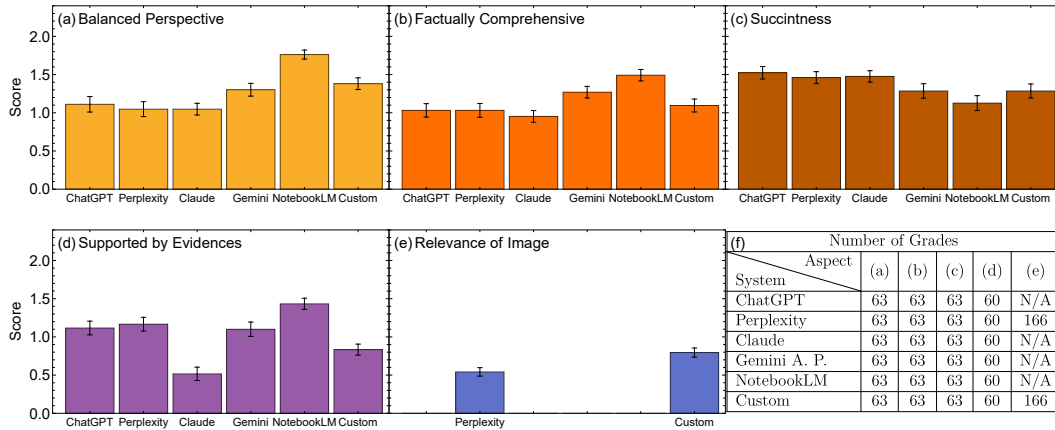 (a) Balanced Perspective
(b) Factually Comprehensive
(c) Succintness
Score
2.0
1.5
1.0
0.5
0.0
ChatGPT Perplexity Claude Gemini NotebookLM Custom
ChatGPT Perplexity Claude Gemini NotebookLM Custom
ChatGPT Perplexity Claude Gemini NotebookLM Custom
(d) Supported by Evidences
(e) Relevance of Image
Score
2.0
1.5
1.0
0.5
0.0
ChatGPT Perplexity Claude Gemini NotebookLM Custom
Perplexity Custom
(f) Number of Grades
Aspect
System
(a) (b) (c) (d) (e)
ChatGPT 63 63 63 60 N/A
Perplexity 63 63 63 60 166
Claude 63 63 63 60 N/A
Gemini A. P. 63 63 63 60 N/A
NotebookLM 63 63 63 60 N/A
Custom 63 63 63 60 166